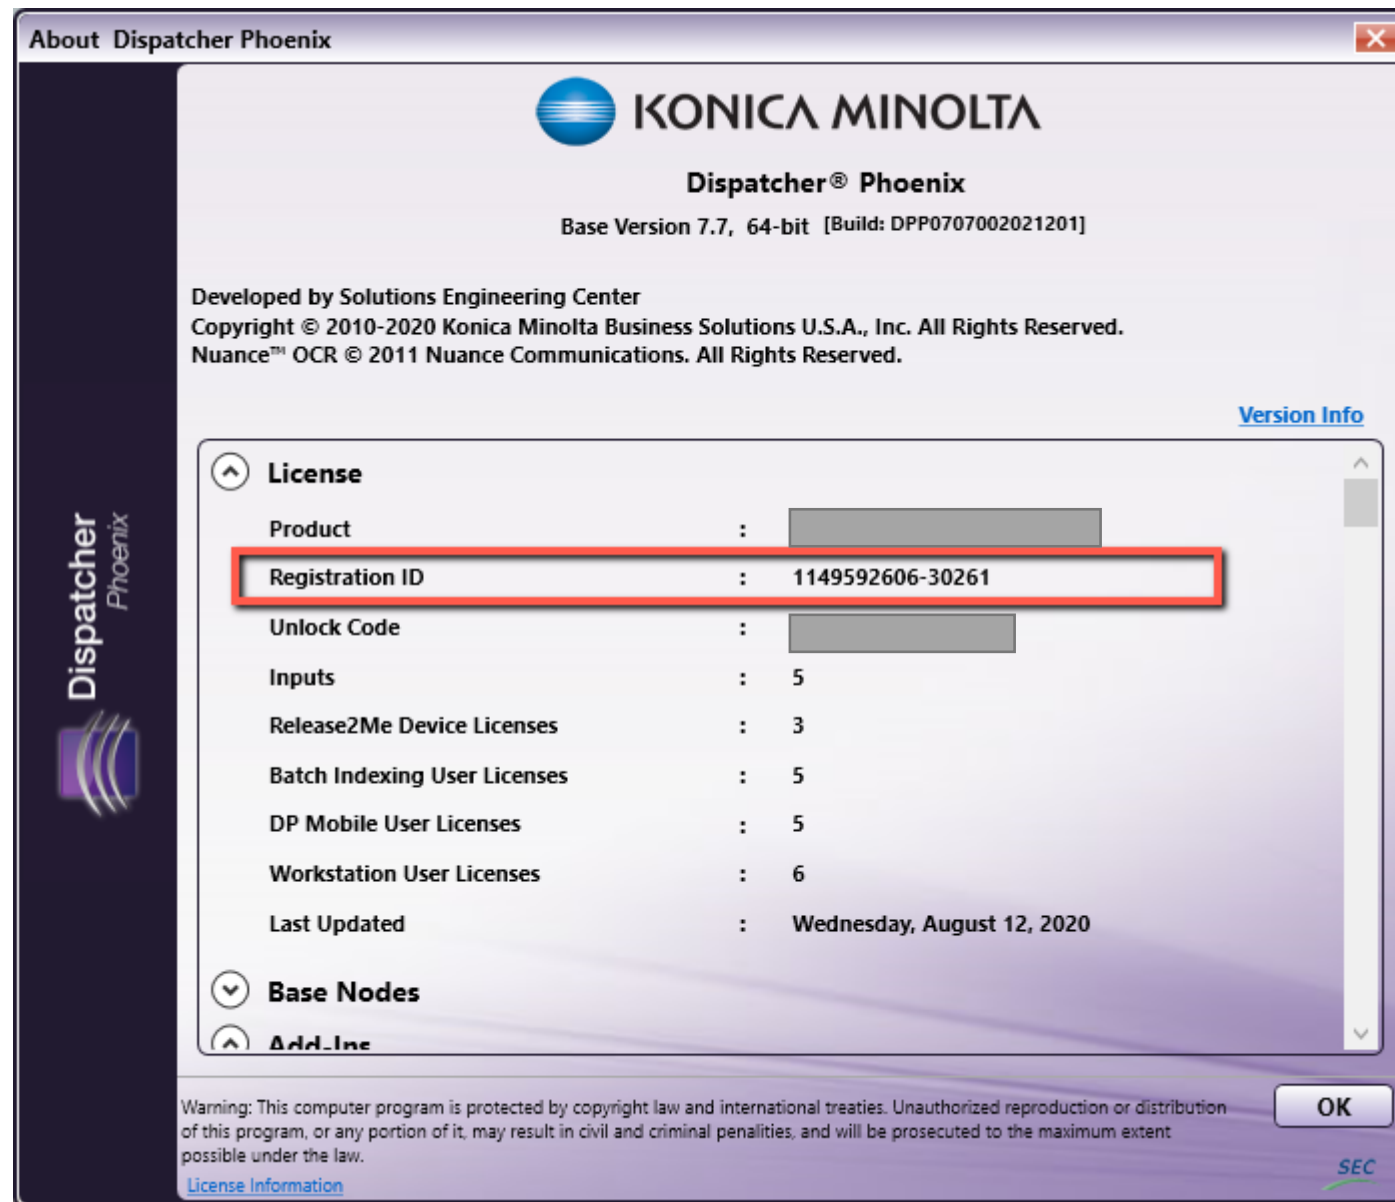 About Dispatcher Phoenix
KONICA MINOLTA
Dispatcher® Phoenix
Base Version 7.7, 64-bit [Build: DPP0707002021201]
Developed by Solutions Engineering Center
Copyright © 2010-2020 Konica Minolta Business Solutions U.S.A., Inc. All Rights Reserved.
Nuance™ OCR © 2011 Nuance Communications. All Rights Reserved.
Version Info
License
Product :
Registration ID : 1149592606-30261
Unlock Code :
Inputs : 5
Release2Me Device Licenses : 3
Batch Indexing User Licenses : 5
DP Mobile User Licenses : 5
Workstation User Licenses : 6
Last Updated : Wednesday, August 12, 2020
Base Nodes
Add-Ins
Dispatcher
Phoenix
Warning: This computer program is protected by copyright law and international treaties. Unauthorized reproduction or distribution
of this program, or any portion of it, may result in civil and criminal penalities, and will be prosecuted to the maximum extent
possible under the law.
License Information
OK
SEC